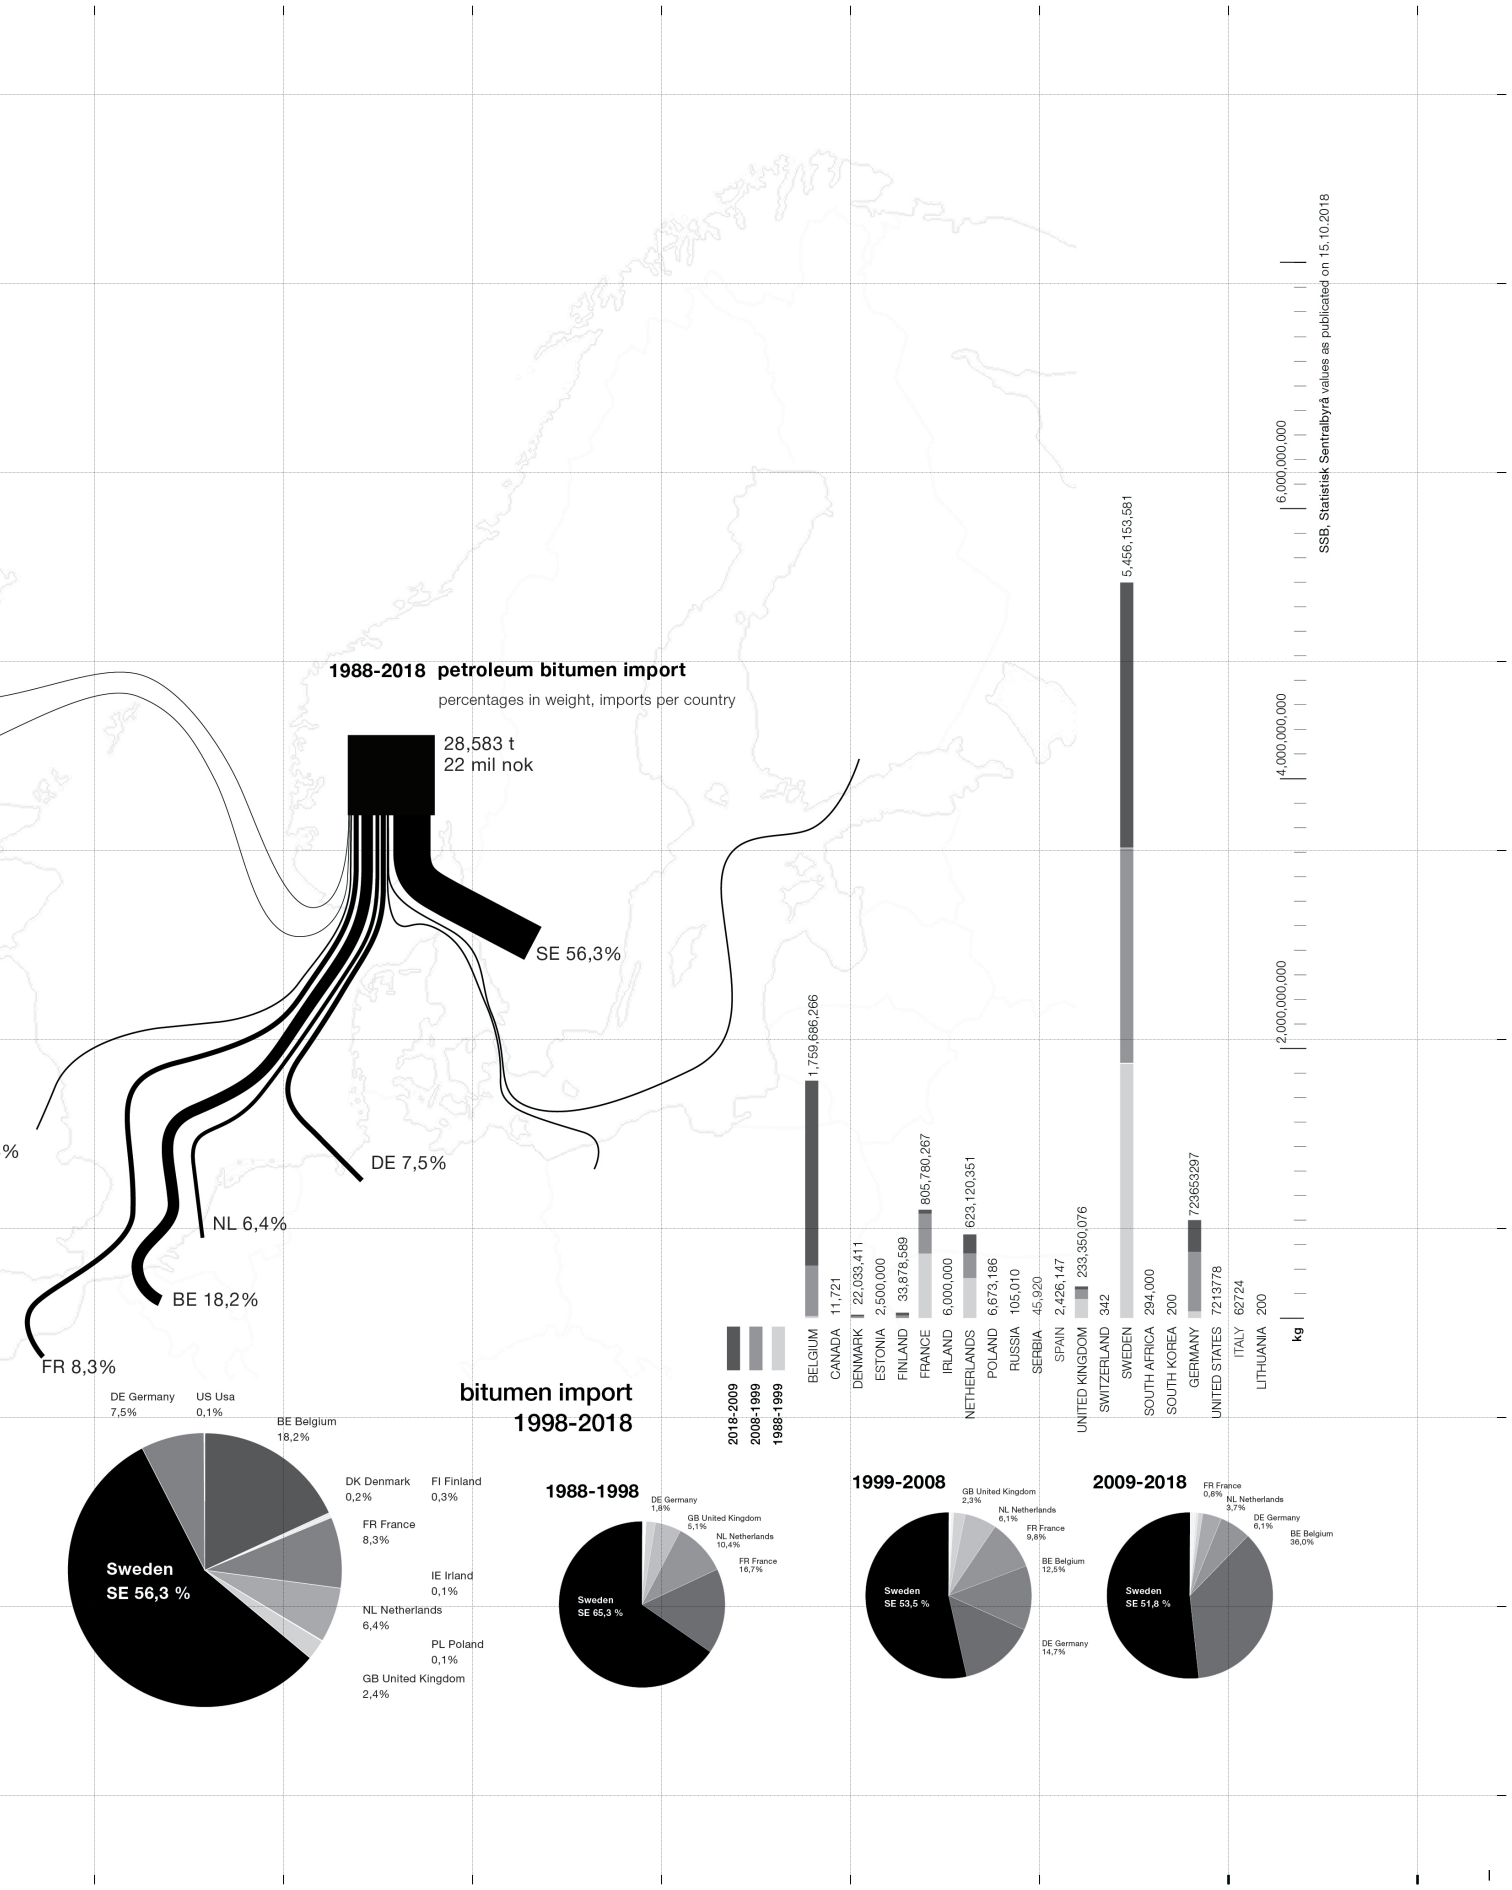 SSB, Statistisk Sentralbyrå values as publicated on 15.10.2018
6,000,000,000
4,000,000,000
2,000,000,000
kg
1988-2018 petroleum bitumen import
percentages in weight, imports per country
28,583 t
22 mil nok
SE 56,3%
DE 7,5%
%
NL 6,4%
BE 18,2%
FR 8,3%
1,759,686,266
11,721
22,033,411
2,500,000
33,878,589
805,780,267
6,000,000
623,120,351
6,673,186
105,010
45,920
2,426,147
233,350,076
342
5,456,153,581
294,000
200
723653297
7213778
62724
200
BELGIUM
CANADA
DENMARK
ESTONIA
FINLAND
FRANCE
IRLAND
NETHERLANDS
POLAND
RUSSIA
SERBIA
SPAIN
UNITED KINGDOM
SWITZERLAND
SWEDEN
SOUTH AFRICA
SOUTH KOREA
GERMANY
UNITED STATES
ITALY
LITHUANIA
bitumen import
1998-2018
2018-2009
2008-1999
1988-1999
DE Germany
7,5%
US Usa
0,1%
BE Belgium
18,2%
DK Denmark
0,2%
FI Finland
0,3%
FR France
8,3%
IE Irland
0,1%
NL Netherlands
6,4%
PL Poland
0,1%
GB United Kingdom
2,4%
Sweden
SE 56,3 %
1988-1998
DE Germany
1,8%
GB United Kingdom
5,1%
NL Netherlands
10,4%
FR France
16,7%
Sweden
SE 65,3 %
1999-2008
GB United Kingdom
2,3%
NL Netherlands
6,1%
FR France
9,8%
BE Belgium
12,5%
DE Germany
14,7%
Sweden
SE 53,5 %
2009-2018
FR France
0,8%
NL Netherlands
3,7%
DE Germany
6,1%
BE Belgium
36,0%
Sweden
SE 51,8 %